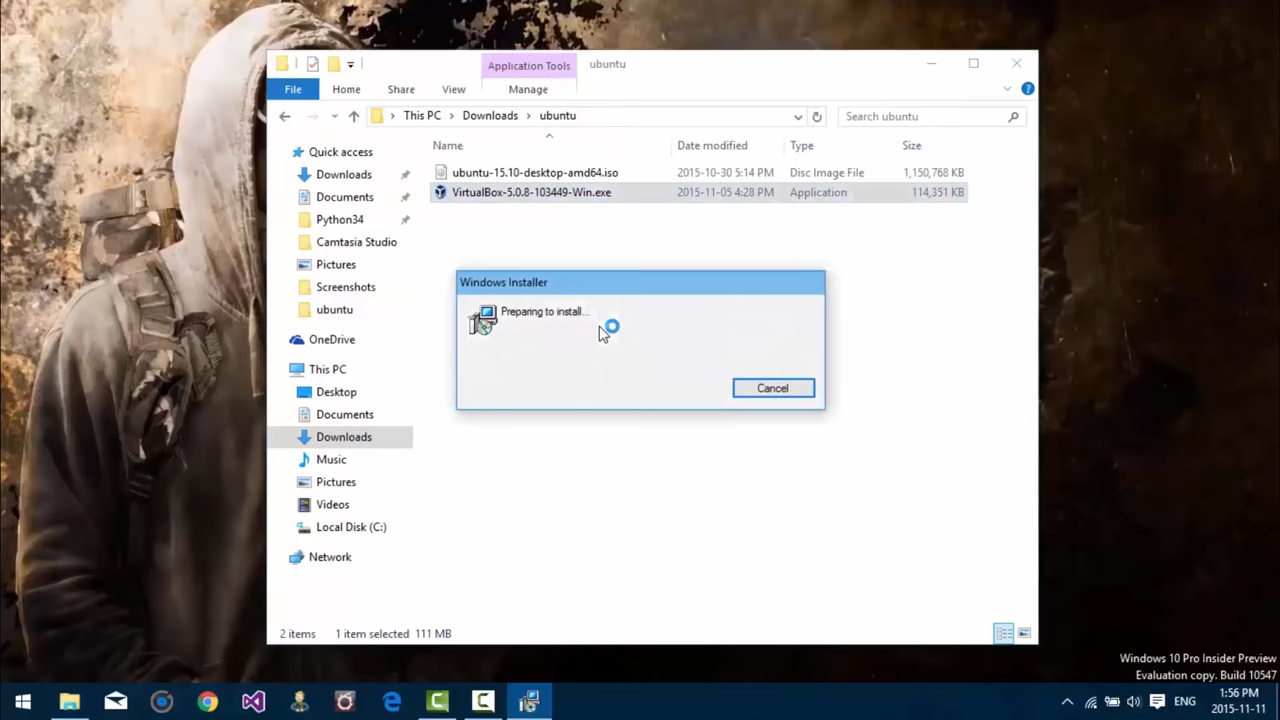 Application Tools
ubuntu
File
Home
Share
View
Manage
This PC
Downloads
ubuntu
Search ubuntu
Name
Date modified
Type
Size
ubuntu-15.10-desktop-amd64.iso
2015-10-30 5:14 PM
Disc Image File
1,150,768 KB
VirtualBox-5.0.8-103449-Win.exe
2015-11-05 4:28 PM
Application
114,351 KB
Quick access
Downloads
Documents
Python34
Camtasia Studio
Pictures
Screenshots
ubuntu
OneDrive
This PC
Desktop
Documents
Downloads
Music
Pictures
Videos
Local Disk (C:)
Network
Windows Installer
Preparing to install...
Cancel
2 items
1 item selected 111 MB
Windows 10 Pro Insider Preview
Evaluation copy. Build 10547
ENG
1:56 PM
2015-11-11